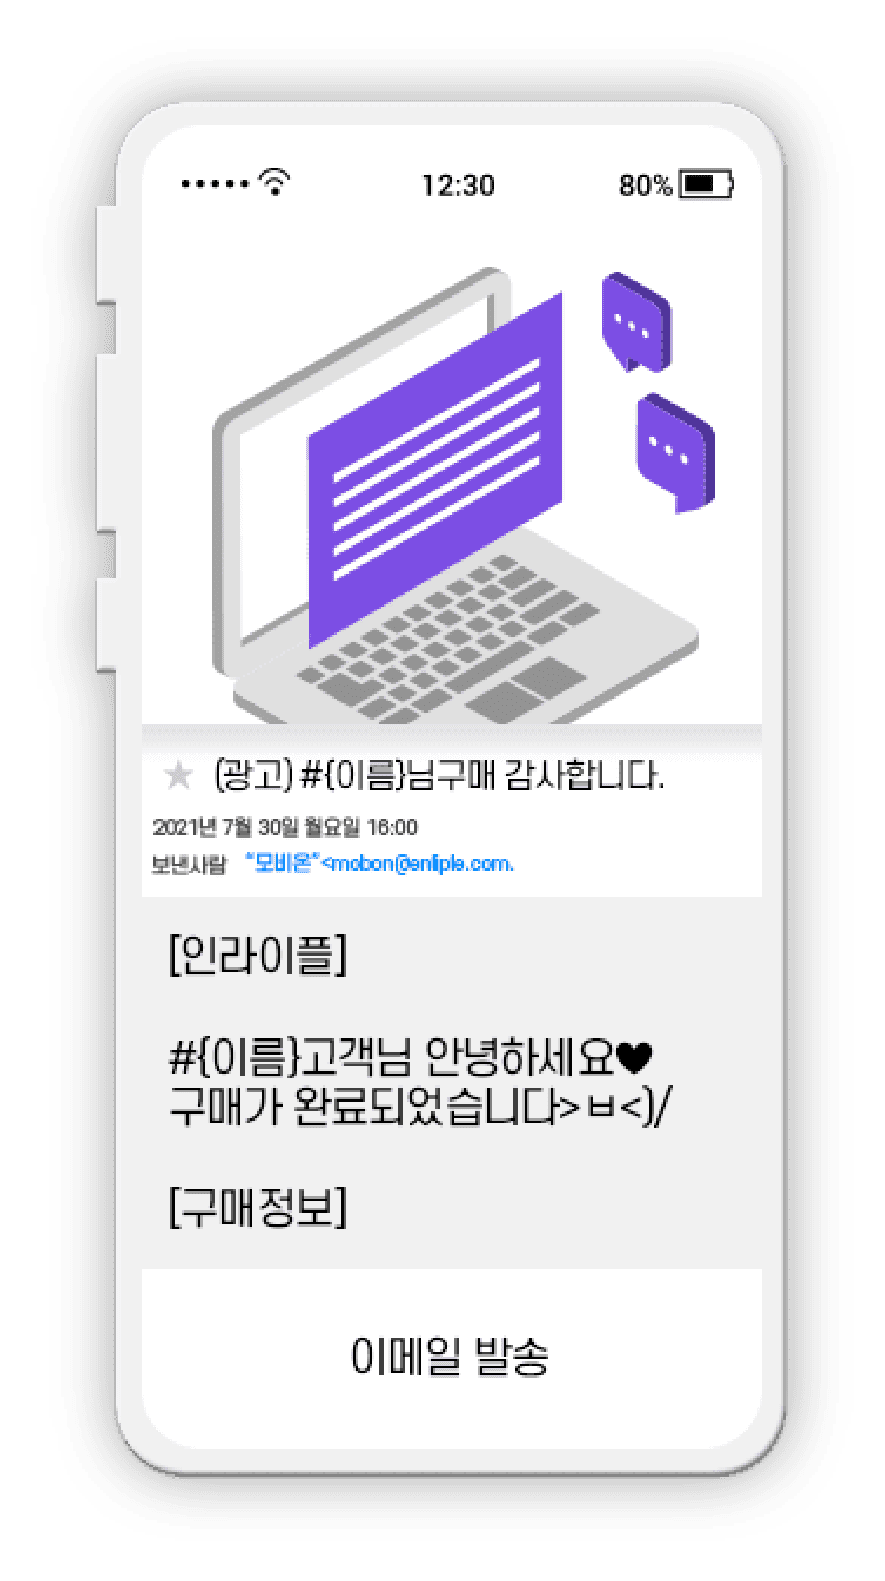 12:30
80%
(광고) #{이름}님구매 감사합니다.
2021년 7월 30일 월요일 16:00
보낸사람 "모비온"<mobon@enliple.com.
[인라이플]
#{이름}고객님 안녕하세요♥
구매가 완료되었습니다>ㅂ<)/
[구매정보]
이메일 발송